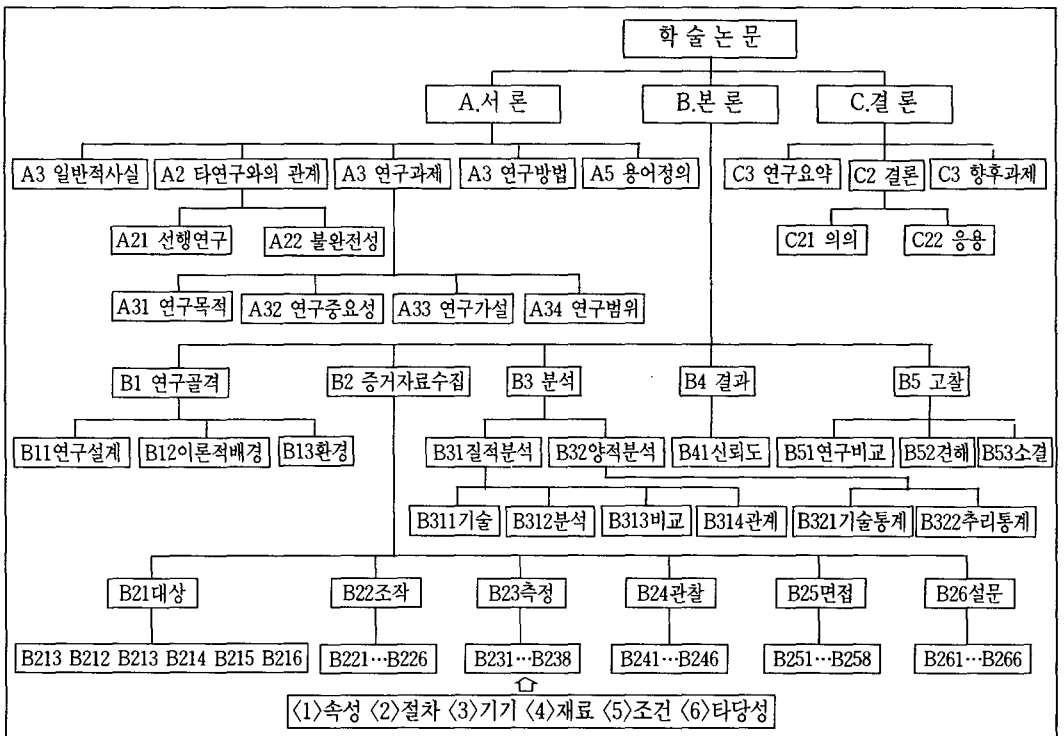 학 술 논 문
A.서 론 B.본 론 C.결 론
A3 일반적사실 A2 타연구와의 관계 A3 연구과제 A3 연구방법 A5 용어정의 C3 연구요약 C2 결론 C3 향후과제
A21 선행연구 A22 불완전성 C21 의의 C22 응용
A31 연구목적 A32 연구중요성 A33 연구가설 A34 연구범위
B1 연구골격 B2 증거자료수집 B3 분석 B4 결과 B5 고찰
B11연구설계 B12이론적배경 B13환경 B31질적분석 B32양적분석 B41신뢰도 B51연구비교 B52견해 B53소결
B311기술 B312분석 B313비교 B314관계 B321기술통계 B322추리통계
B21대상 B22조작 B23측정 B24관찰 B25면접 B26설문
B213 B212 B213 B214 B215 B216 B221…B226 B231…B238 B241…B246 B251…B258 B261…B266
〈1〉속성 〈2〉절차 〈3〉기기 〈4〉재료 〈5〉조건 〈6〉타당성